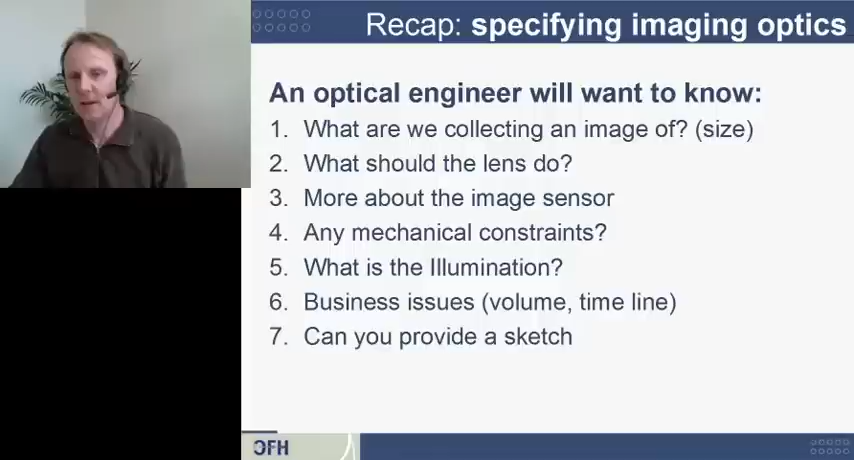 Recap: specifying imaging optics
An optical engineer will want to know:
1. What are we collecting an image of? (size)
2. What should the lens do?
3. More about the image sensor
4. Any mechanical constraints?
5. What is the Illumination?
6. Business issues (volume, time line)
7. Can you provide a sketch
OFH